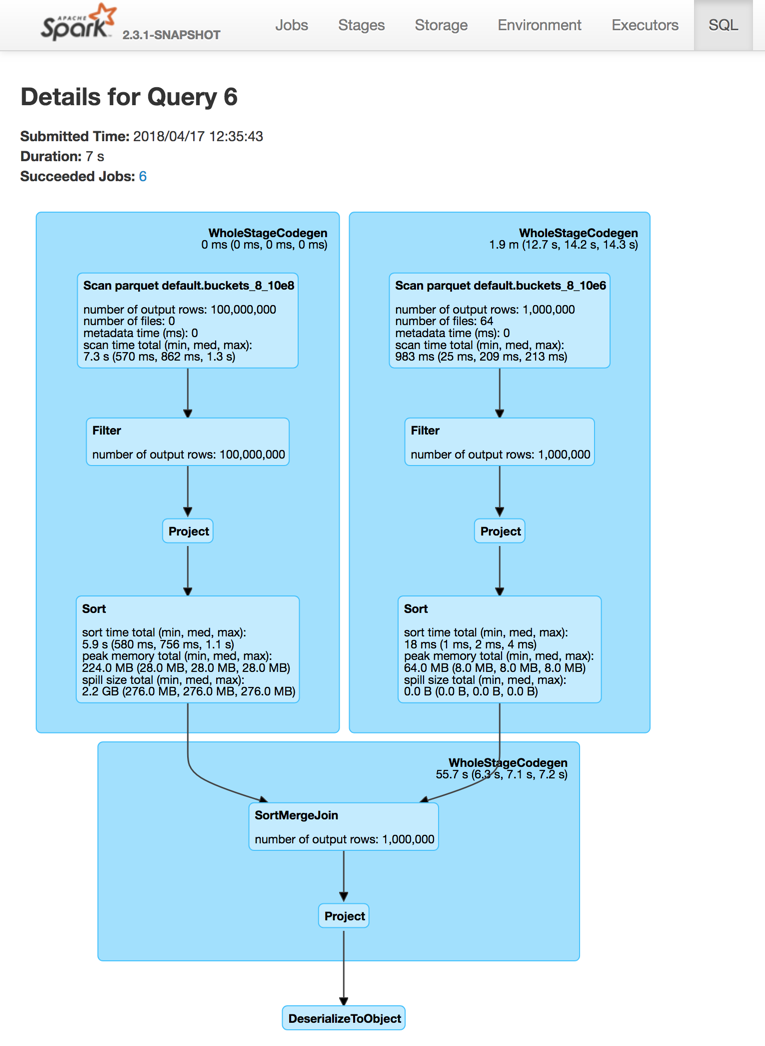 APACHE
Spark 2.3.1-SNAPSHOT
Jobs
Stages
Storage
Environment
Executors
SQL
Details for Query 6
Submitted Time: 2018/04/17 12:35:43
Duration: 7 s
Succeeded Jobs: 6
WholeStageCodegen
0 ms (0 ms, 0 ms, 0 ms)
Scan parquet default.buckets_8_10e8
number of output rows: 100,000,000
number of files: 0
metadata time (ms): 0
scan time total (min, med, max):
7.3 s (570 ms, 862 ms, 1.3 s)
Filter
number of output rows: 100,000,000
Project
Sort
sort time total (min, med, max):
5.9 s (580 ms, 756 ms, 1.1 s)
peak memory total (min, med, max):
224.0 MB (28.0 MB, 28.0 MB, 28.0 MB)
spill size total (min, med, max):
2.2 GB (276.0 MB, 276.0 MB, 276.0 MB)
WholeStageCodegen
1.9 m (12.7 s, 14.2 s, 14.3 s)
Scan parquet default.buckets_8_10e6
number of output rows: 1,000,000
number of files: 64
metadata time (ms): 0
scan time total (min, med, max):
983 ms (25 ms, 209 ms, 213 ms)
Filter
number of output rows: 1,000,000
Project
Sort
sort time total (min, med, max):
18 ms (1 ms, 2 ms, 4 ms)
peak memory total (min, med, max):
64.0 MB (8.0 MB, 8.0 MB, 8.0 MB)
spill size total (min, med, max):
0.0 B (0.0 B, 0.0 B, 0.0 B)
WholeStageCodegen
55.7 s (6.3 s, 7.1 s, 7.2 s)
SortMergeJoin
number of output rows: 1,000,000
Project
DeserializeToObject